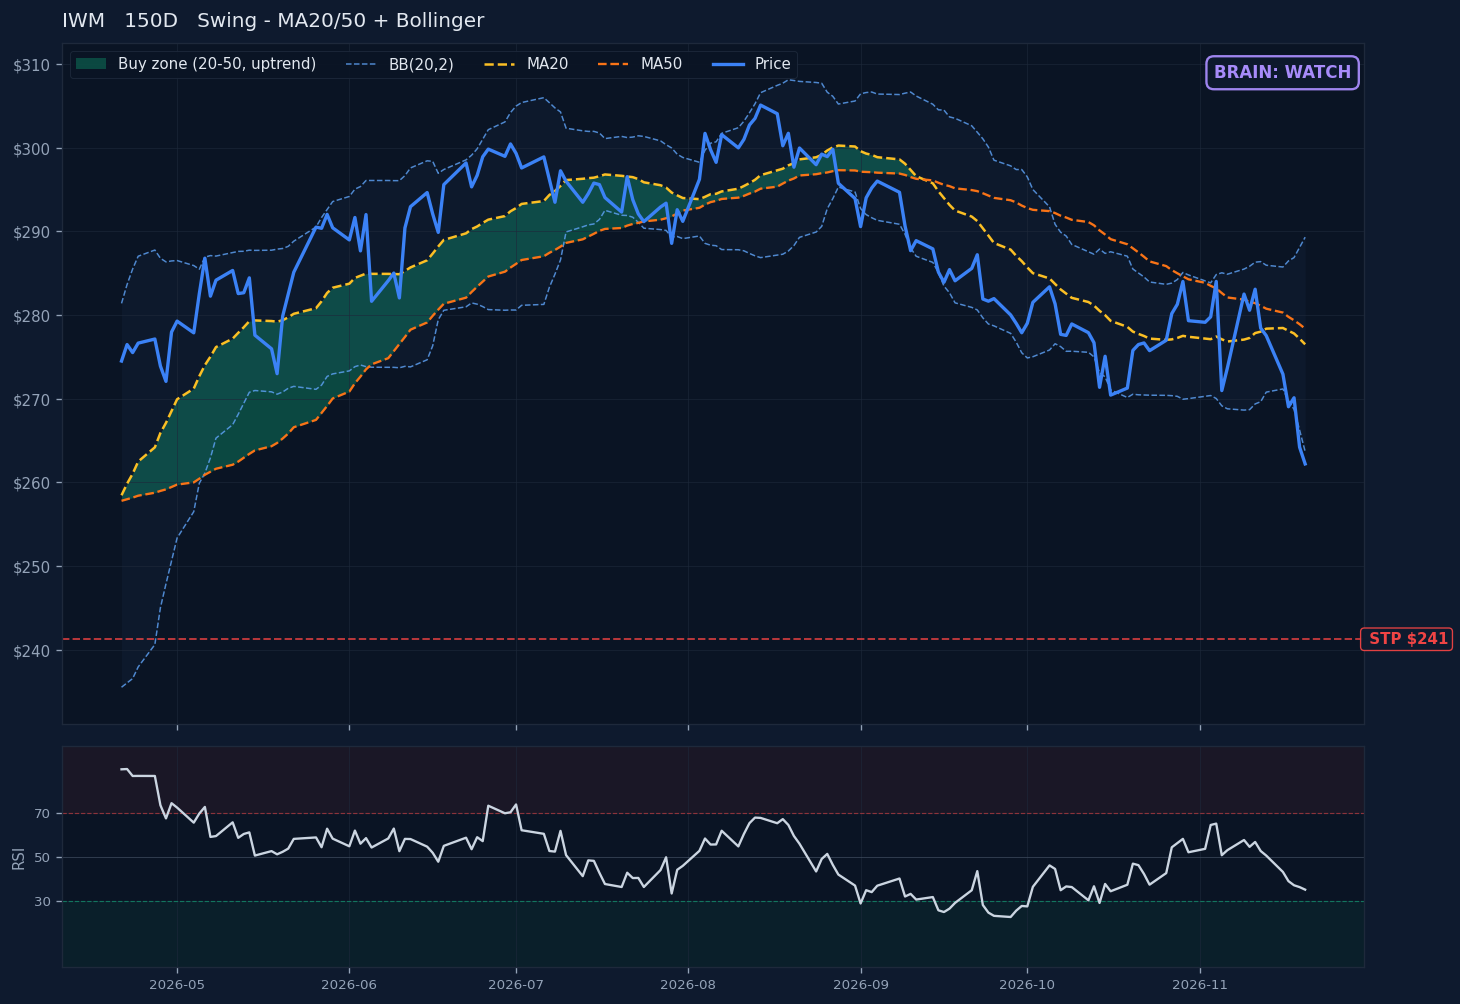 IWM 150D Swing - MA20/50 + Bollinger
Buy zone (20-50, uptrend) BB(20,2) MA20 MA50 Price
BRAIN: WATCH
$310
$300
$290
$280
$270
$260
$250
$240
STP $241
70
50
30
RSI
2026-05 2026-06 2026-07 2026-08 2026-09 2026-10 2026-11